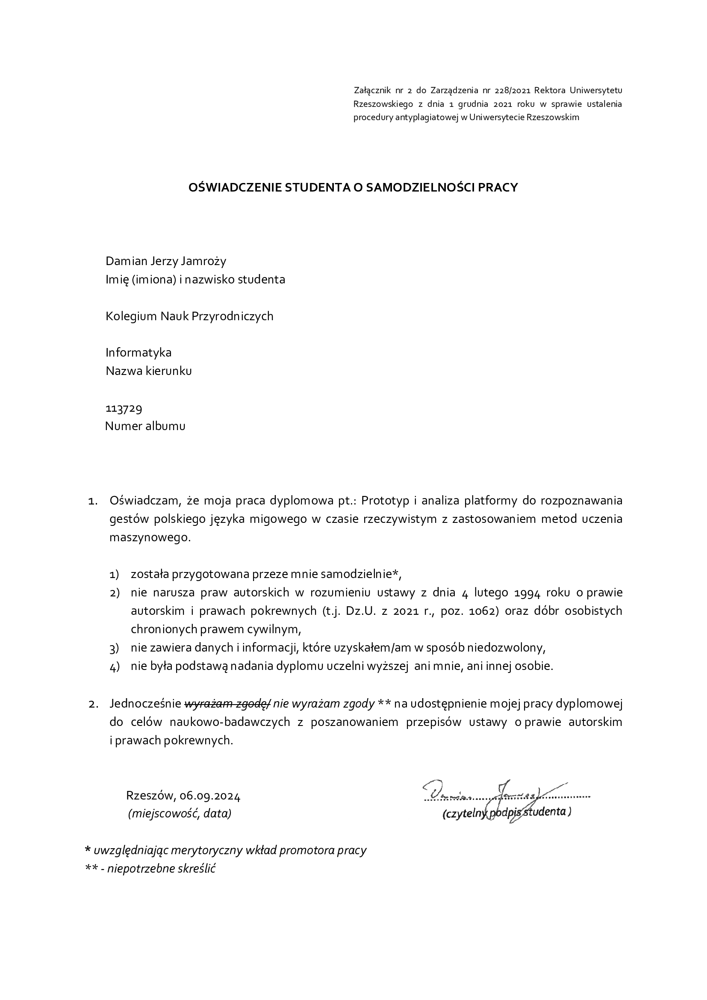 Załącznik nr 2 do Zarządzenia nr 228/2021 Rektora Uniwersytetu
Rzeszowskiego z dnia 1 grudnia 2021 roku w sprawie ustalenia
procedury antyplagiatowej w Uniwersytecie Rzeszowskim
OŚWIADCZENIE STUDENTA O SAMODZIELNOŚCI PRACY
Damian Jerzy Jamroży
Imię (imiona) i nazwisko studenta
Kolegium Nauk Przyrodniczych
Informatyka
Nazwa kierunku
113729
Numer albumu
1. Oświadczam, że moja praca dyplomowa pt.: Prototyp i analiza platformy do rozpoznawania
gestów polskiego języka migowego w czasie rzeczywistym z zastosowaniem metod uczenia
maszynowego.
1) została przygotowana przeze mnie samodzielnie*,
2) nie narusza praw autorskich w rozumieniu ustawy z dnia 4 lutego 1994 roku o prawie
autorskim i prawach pokrewnych (t.j. Dz.U. z 2021 r., poz. 1062) oraz dóbr osobistych
chronionych prawem cywilnym,
3) nie zawiera danych i informacji, które uzyskałem/am w sposób niedozwolony,
4) nie była podstawą nadania dyplomu uczelni wyższej ani mnie, ani innej osobie.
2. Jednocześnie wyrażam zgodę/ nie wyrażam zgody ** na udostępnienie mojej pracy dyplomowej
do celów naukowo-badawczych z poszanowaniem przepisów ustawy o prawie autorskim
i prawach pokrewnych.
Damian Jamroży
Rzeszów, 06.09.2024
(miejscowość, data)
(czytelny podpis studenta )
* uwzględniając merytoryczny wkład promotora pracy
** - niepotrzebne skreślić